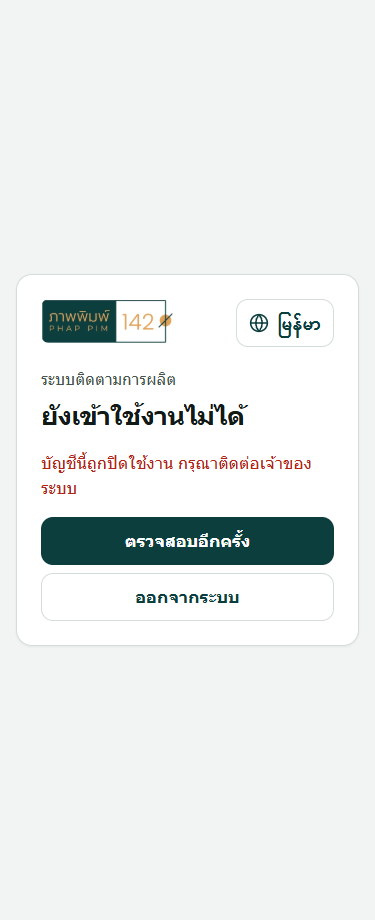 ภาพพิมพ์
PHAP PIM
142
မြန်မာ
ระบบติดตามการผลิต
ยังเข้าใช้งานไม่ได้
บัญชีนี้ถูกปิดใช้งาน กรุณาติดต่อเจ้าของ
ระบบ
ตรวจสอบอีกครั้ง
ออกจากระบบ